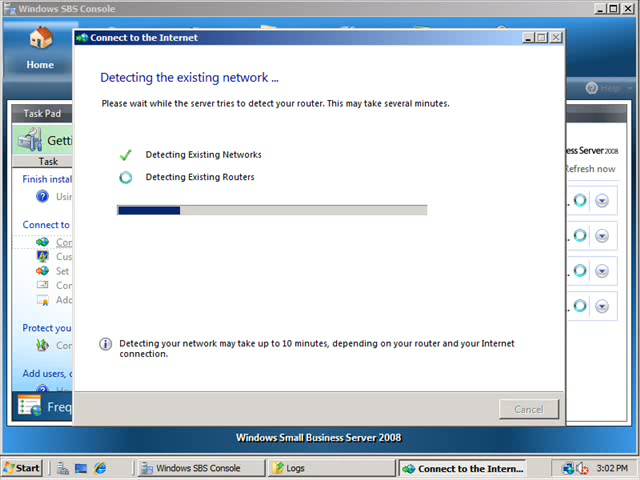 Windows SBS Console
Home
Connect to the Internet
Help
Detecting the existing network ...
Please wait while the server tries to detect your router. This may take several minutes.
Detecting Existing Networks
Detecting Existing Routers
Task Pad
Task
Finish
Connect to
Set
Protect
Add users,
Server 2008
now
Detecting your network may take up to 10 minutes, depending on your router and your Internet
connection.
Cancel
Windows Small Business Server 2008
Start
Windows SBS Console
Logs
Connect to the Intern...
3:02 PM